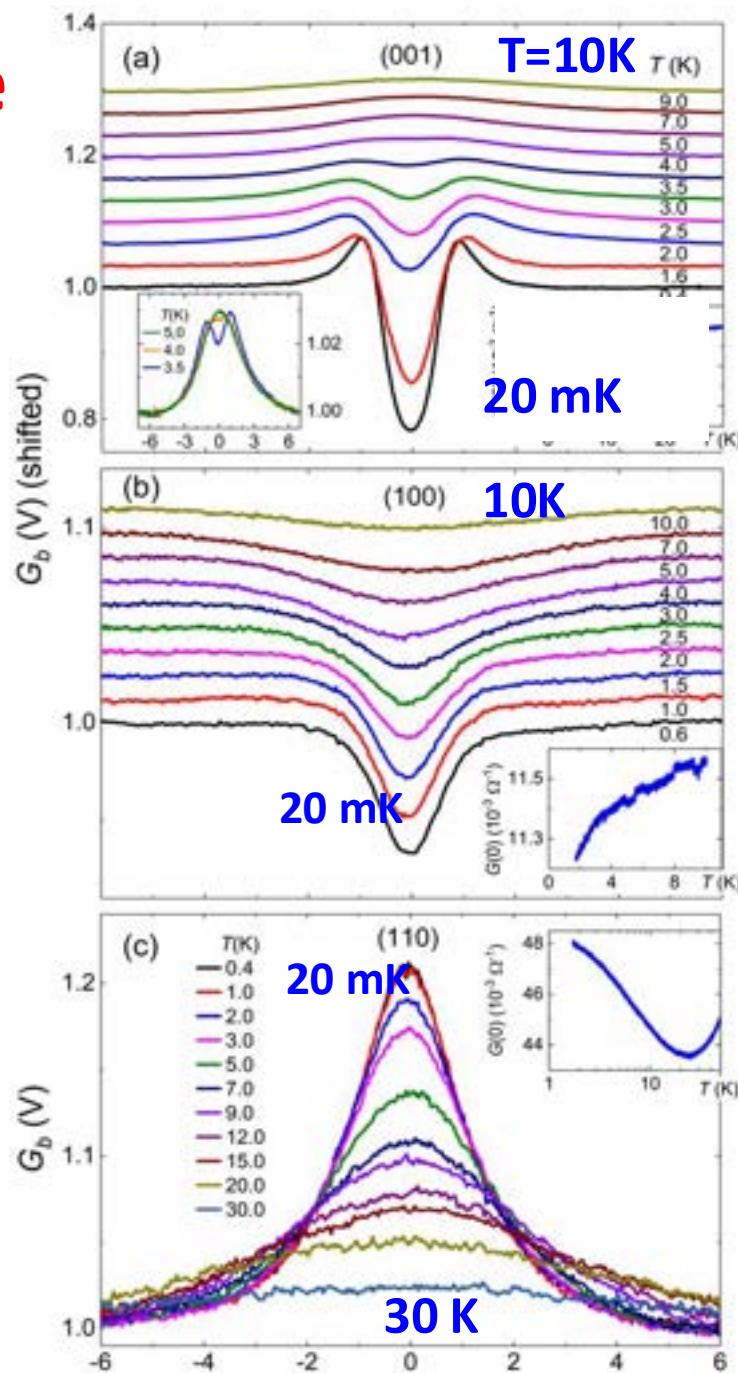 e
(a)
(001)
T=10K
T (K)
1.4
9.0
7.0
5.0
4.0
3.5
3.0
2.5
2.0
1.6
1.2
1.0
0.8
T(K)
5.0
4.0
3.5
1.02
1.00
-6 -3 0 3 6
20 mK
G_b (V) (shifted)
(b)
(100)
10K
10.0
7.0
5.0
4.0
3.0
2.5
2.0
1.5
1.0
0.6
1.1
1.0
20 mK
G(0) (10⁻³ Ω⁻¹)
11.5
11.3
0 4 8 T (K)
(c)
(110)
T(K)
0.4
1.0
2.0
3.0
5.0
7.0
9.0
12.0
15.0
20.0
30.0
20 mK
G(0) (10⁻³ Ω⁻¹)
48
46
44
1 10 T (K)
G_b (V)
1.2
1.1
1.0
30 K
-6 -4 -2 0 2 4 6